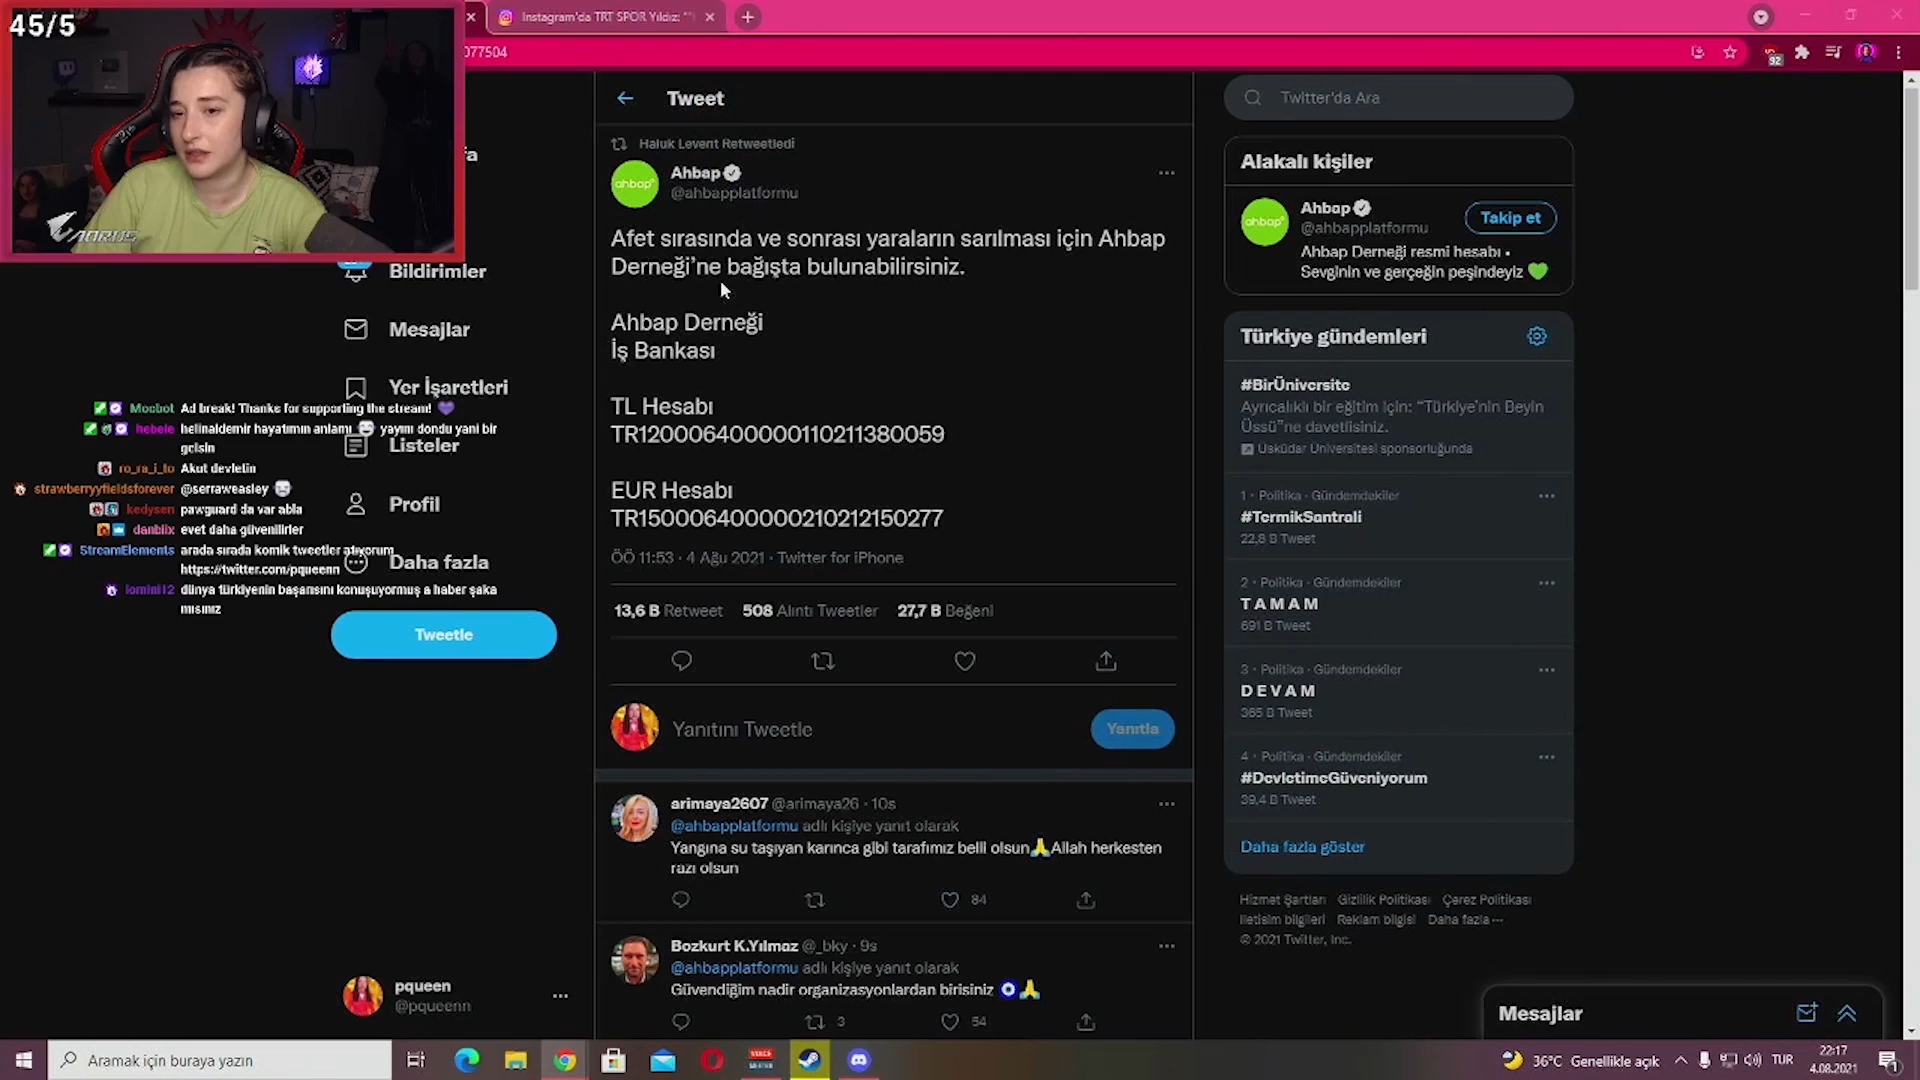 45/5
Instagram'da TRT SPOR Yıldız: "
077504
92
AORUS
fa
Bildirimler
Mesajlar
Yer İşaretleri
Listeler
Profil
Daha fazla
Tweetle
Moobot Ad break! Thanks for supporting the stream!
hebele helinaldemir hayatımın anlamı yayını dondu yani bir
gelsin
ro_ra_i_to Akut devletin
strawberryyfieldsforever @serraweasley
kedysen pawguard da var abla
danblix evet daha güvenilirler
StreamElements arada sırada komik tweetler atıyorum
https://twitter.com/pqueenn
lomini12 dünya türkiyenin başarısını konuşuyormuş a haber şaka
mısınız
pqueen
@pqueenn
Tweet
Haluk Levent Retweetledi
ahbap
Ahbap
@ahbapplatformu
Afet sırasında ve sonrası yaraların sarılması için Ahbap
Derneği’ne bağışta bulunabilirsiniz.
Ahbap Derneği
İş Bankası
TL Hesabı
TR120006400000110211380059
EUR Hesabı
TR150006400000210212150277
ÖÖ 11:53 · 4 Ağu 2021 · Twitter for iPhone
13,6 B Retweet 508 Alıntı Tweetler 27,7 B Beğeni
Yanıtını Tweetle
Yanıtla
arimaya2607 @arimaya26 · 10s
@ahbapplatformu adlı kişiye yanıt olarak
Yangına su taşıyan karınca gibi tarafımız belli olsun🙏Allah herkesten
razı olsun
84
Bozkurt K.Yılmaz @_bky · 9s
@ahbapplatformu adlı kişiye yanıt olarak
Güvendiğim nadir organizasyonlardan birisiniz 🧿🙏
3 54
Twitter'da Ara
Alakalı kişiler
ahbap
Ahbap
@ahbapplatformu
Takip et
Ahbap Derneği resmi hesabı •
Sevginin ve gerçeğin peşindeyiz 💚
Türkiye gündemleri
#BirÜniversite
Ayrıcalıklı bir eğitim için: “Türkiye’nin Beyin
Üssü”ne davetlisiniz.
Üsküdar Üniversitesi sponsorluğunda
1 · Politika · Gündemdekiler
#TermikSantrali
22,8 B Tweet
2 · Politika · Gündemdekiler
T A M A M
691 B Tweet
3 · Politika · Gündemdekiler
D E V A M
365 B Tweet
4 · Politika · Gündemdekiler
#DevletimeGüveniyorum
39,4 B Tweet
Daha fazla göster
Hizmet Şartları Gizlilik Politikası Çerez Politikası
İletişim bilgileri Reklam bilgisi Daha fazla ···
© 2021 Twitter, Inc.
Mesajlar
Aramak için buraya yazın
36°C Genellikle açık
TUR
22:17
4.08.2021
1